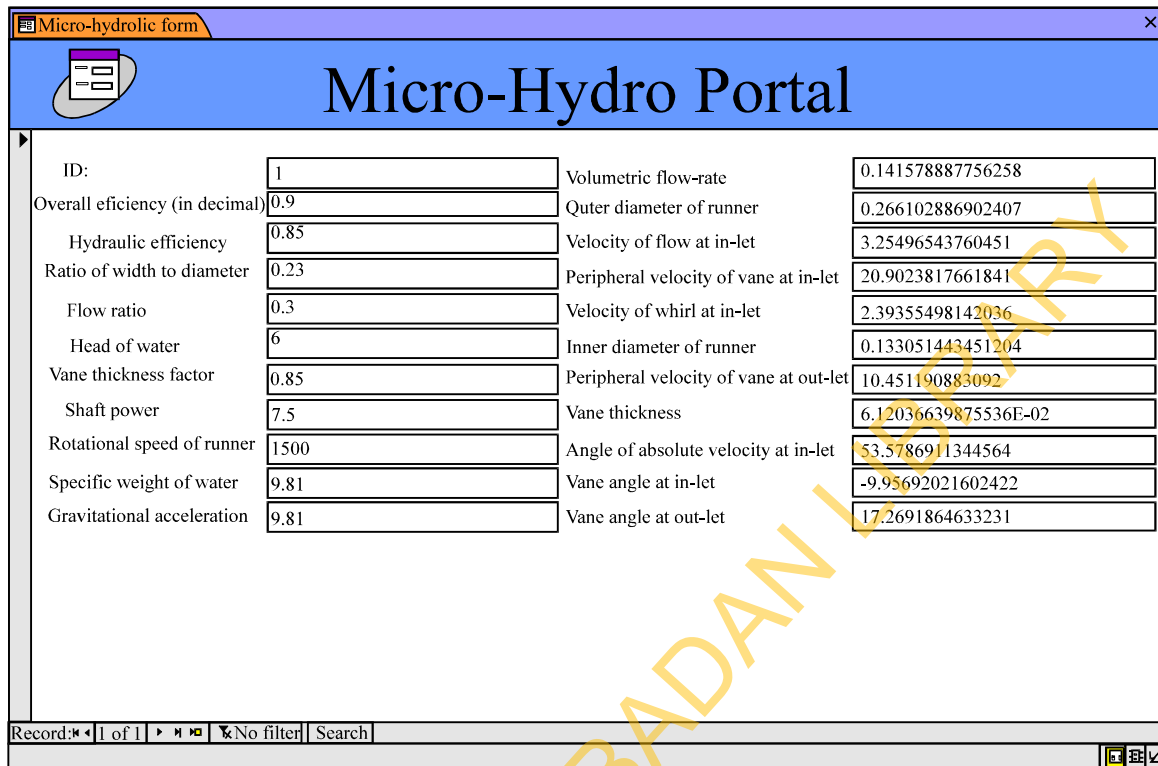 Micro-hydrolic form
Micro-Hydro Portal
ID: 1
Overall eficiency (in decimal) 0.9
Hydraulic efficiency 0.85
Ratio of width to diameter 0.23
Flow ratio 0.3
Head of water 6
Vane thickness factor 0.85
Shaft power 7.5
Rotational speed of runner 1500
Specific weight of water 9.81
Gravitational acceleration 9.81
Volumetric flow-rate 0.141578887756258
Quter diameter of runner 0.266102886902407
Velocity of flow at in-let 3.25496543760451
Peripheral velocity of vane at in-let 20.9023817661841
Velocity of whirl at in-let 2.39355498142036
Inner diameter of runner 0.133051443451204
Peripheral velocity of vane at out-let 10.451190883092
Vane thickness 6.12036639875536E-02
Angle of absolute velocity at in-let 53.5786911344564
Vane angle at in-let -9.95692021602422
Vane angle at out-let 17.2691864633231
Record: 1 of 1 No filter Search
BADAN LIBRARY